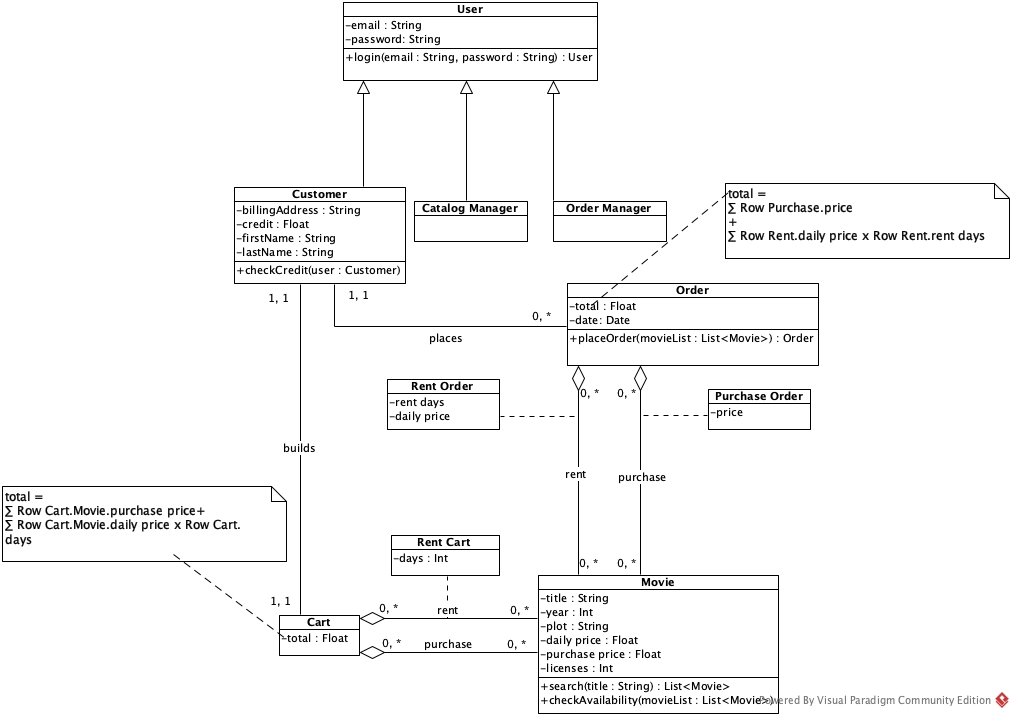 User
-email : String
-password: String
+login(email : String, password : String) : User
Customer
-billingAddress : String
-credit : Float
-firstName : String
-lastName : String
+checkCredit(user : Customer)
Catalog Manager
Order Manager
total =
∑ Row Purchase.price
+
∑ Row Rent.daily price x Row Rent.rent days
1, 1
1, 1
0, *
places
Order
-total : Float
-date: Date
+placeOrder(movieList : List<Movie>) : Order
Rent Order
-rent days
-daily price
0, *
0, *
Purchase Order
-price
builds
rent
purchase
total =
∑ Row Cart.Movie.purchase price+
∑ Row Cart.Movie.daily price x Row Cart.
days
Rent Cart
-days : Int
0, *
0, *
1, 1
Cart
-total : Float
0, *
rent
0, *
0, *
purchase
0, *
Movie
-title : String
-year : Int
-plot : String
-daily price : Float
-purchase price : Float
-licenses : Int
+search(title : String) : List<Movie>
+checkAvailability(movieList : List<Movie>)
Powered By Visual Paradigm Community Edition